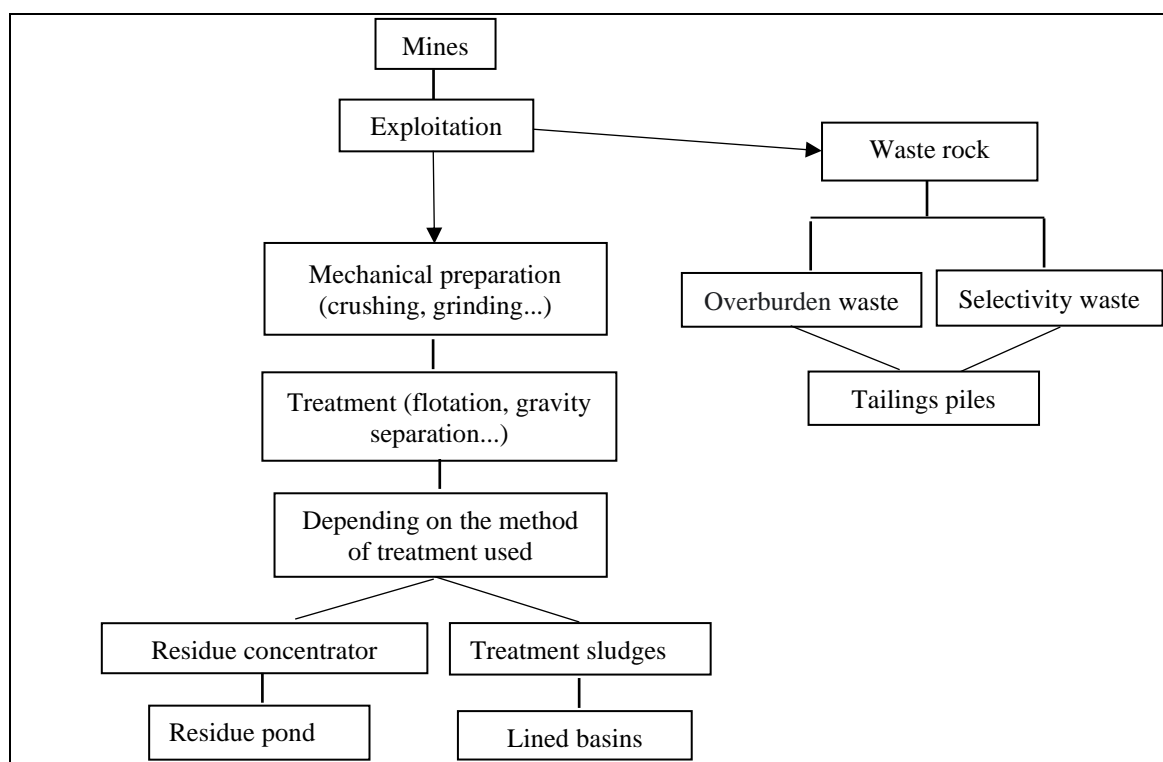 Mines
Exploitation
Waste rock
Mechanical preparation
(crushing, grinding...)
Overburden waste
Selectivity waste
Treatment (flotation, gravity
separation...)
Tailings piles
Depending on the method
of treatment used
Residue concentrator
Treatment sludges
Residue pond
Lined basins